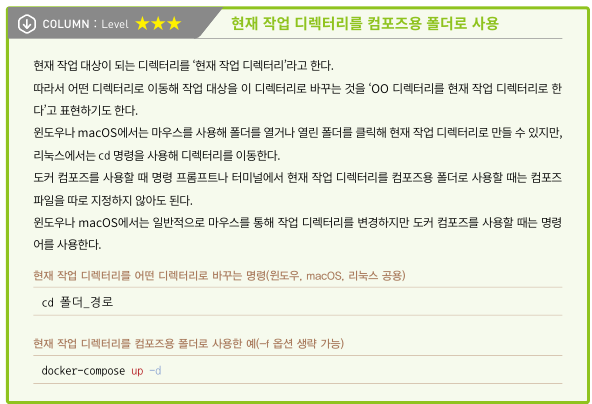 COLUMN : Level ★★★ 현재 작업 디렉터리를 컴포즈용 폴더로 사용
현재 작업 대상이 되는 디렉터리를 ‘현재 작업 디렉터리’라고 한다.
따라서 어떤 디렉터리로 이동해 작업 대상을 이 디렉터리로 바꾸는 것을 ‘OO 디렉터리를 현재 작업 디렉터리로 한
다’고 표현하기도 한다.
윈도우나 macOS에서는 마우스를 사용해 폴더를 열거나 열린 폴더를 클릭해 현재 작업 디렉터리로 만들 수 있지만,
리눅스에서는 cd 명령을 사용해 디렉터리를 이동한다.
도커 컴포즈를 사용할 때 명령 프롬프트나 터미널에서 현재 작업 디렉터리를 컴포즈용 폴더로 사용할 때는 컴포즈
파일을 따로 지정하지 않아도 된다.
윈도우나 macOS에서는 일반적으로 마우스를 통해 작업 디렉터리를 변경하지만 도커 컴포즈를 사용할 때는 명령
어를 사용한다.
현재 작업 디렉터리를 어떤 디렉터리로 바꾸는 명령(윈도우, macOS, 리눅스 공용)
cd 폴더_경로
현재 작업 디렉터리를 컴포즈용 폴더로 사용한 예(-f 옵션 생략 가능)
docker-compose up -d